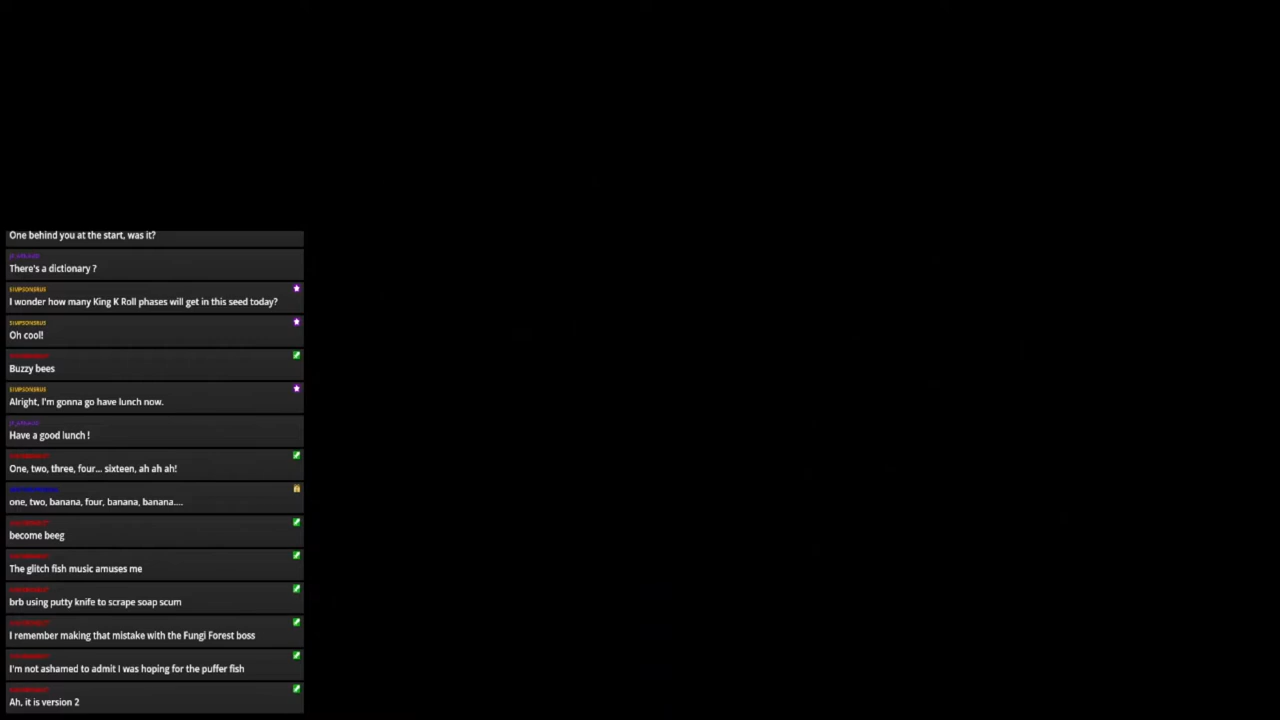 One behind you at the start, was it?
There's a dictionary ?
SIMPSONSRUS
I wonder how many King K Roll phases will get in this seed today?
SIMPSONSRUS
Oh cool!
Buzzy bees
SIMPSONSRUS
Alright, I'm gonna go have lunch now.
Have a good lunch !
One, two, three, four... sixteen, ah ah ah!
one, two, banana, four, banana, banana....
become beeg
The glitch fish music amuses me
brb using putty knife to scrape soap scum
I remember making that mistake with the Fungi Forest boss
I'm not ashamed to admit I was hoping for the puffer fish
Ah, it is version 2